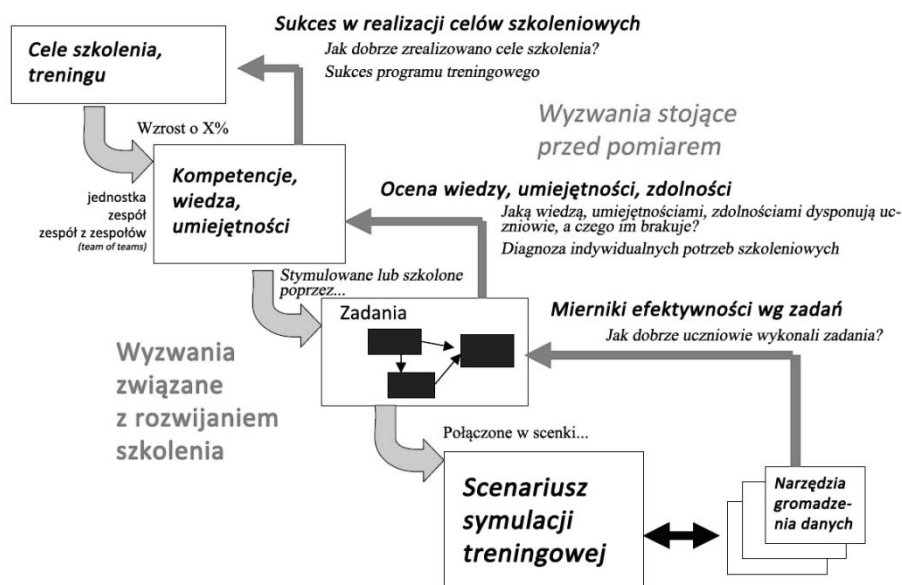 Sukces w realizacji celów szkoleniowych
Jak dobrze zrealizowano cele szkolenia?
Sukces programu treningowego
Cele szkolenia,
treningu
Wzrost o X%
Wyzwania stojące
przed pomiarem
Kompetencje,
wiedza,
umiejętności
jednostka
zespół
zespół z zespołów
(team of teams)
Ocena wiedzy, umiejętności, zdolności
Jaką wiedzą, umiejętnościami, zdolnościami dysponują ucz-
niowie, a czego im brakuje?
Diagnoza indywidualnych potrzeb szkoleniowych
Stymulowane lub szkolone
poprzez...
Zadania
Mierniki efektywności wg zadań
Jak dobrze uczniowie wykonali zadania?
Wyzwania
związane
z rozwijaniem
szkolenia
Połączone w scenki...
Scenariusz
symulacji
treningowej
Narzędzia
gromadze-
nia danych